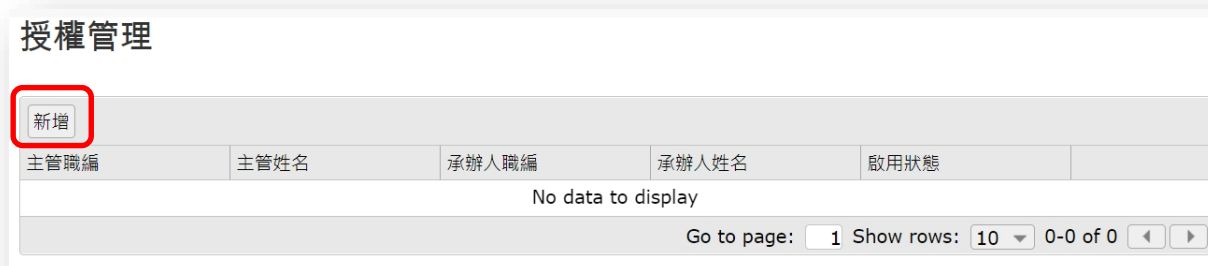 授權管理
新增
主管職編 主管姓名 承辦人職編 承辦人姓名 啟用狀態
No data to display
Go to page: 1 Show rows: 10 0-0 of 0